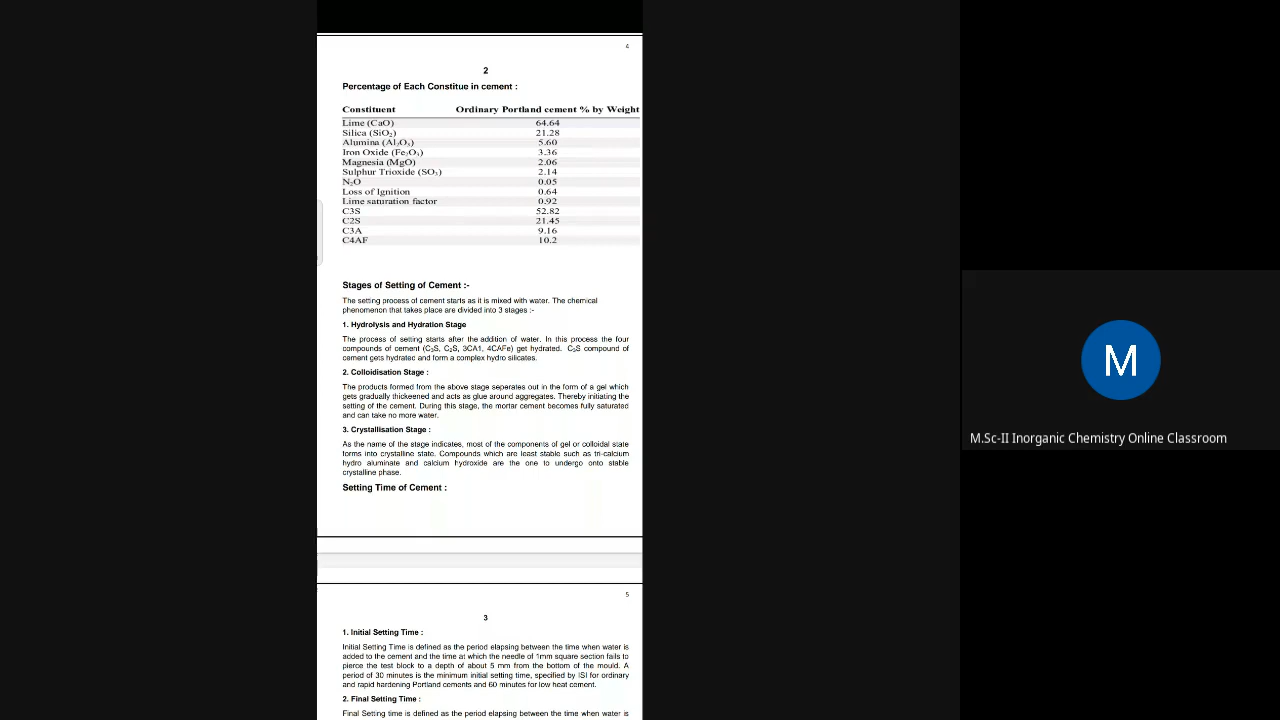 4
2
Percentage of Each Constitue in cement :
Constituent Ordinary Portland cement % by Weight
Lime (CaO) 64.64
Silica (SiO₂) 21.28
Alumina (Al₂O₃) 5.60
Iron Oxide (Fe₂O₃) 3.36
Magnesia (MgO) 2.06
Sulphur Trioxide (SO₃) 2.14
N₂O 0.05
Loss of Ignition 0.64
Lime saturation factor 0.92
C3S 52.82
C2S 21.45
C3A 9.16
C4AF 10.2
Stages of Setting of Cement :-
The setting process of cement starts as it is mixed with water. The chemical
phenomenon that takes place are divided into 3 stages :-
1. Hydrolysis and Hydration Stage
The process of setting starts after the addition of water. In this process the four
compounds of cement (C₃S, C₂S, 3CA1, 4CAFe) get hydrated. C₃S compound of
cement gets hydrated and form a complex hydro silicates.
2. Colloidisation Stage :
The products formed from the above stage seperates out in the form of a gel which
gets gradually thickeened and acts as glue around aggregates. Thereby initiating the
setting of the cement. During this stage, the mortar cement becomes fully saturated
and can take no more water.
3. Crystallisation Stage :
As the name of the stage indicates, most of the components of gel or colloidal state
forms into crystalline state. Compounds which are least stable such as tri-calcium
hydro aluminate and calcium hydroxide are the one to undergo onto stable
crystalline phase.
Setting Time of Cement :
5
3
1. Initial Setting Time :
Initial Setting Time is defined as the period elapsing between the time when water is
added to the cement and the time at which the needle of 1mm square section fails to
pierce the test block to a depth of about 5 mm from the bottom of the mould. A
period of 30 minutes is the minimum initial setting time, specified by ISI for ordinary
and rapid hardening Portland cements and 60 minutes for low heat cement.
2. Final Setting Time :
Final Setting time is defined as the period elapsing between the time when water is
M
M.Sc-II Inorganic Chemistry Online Classroom